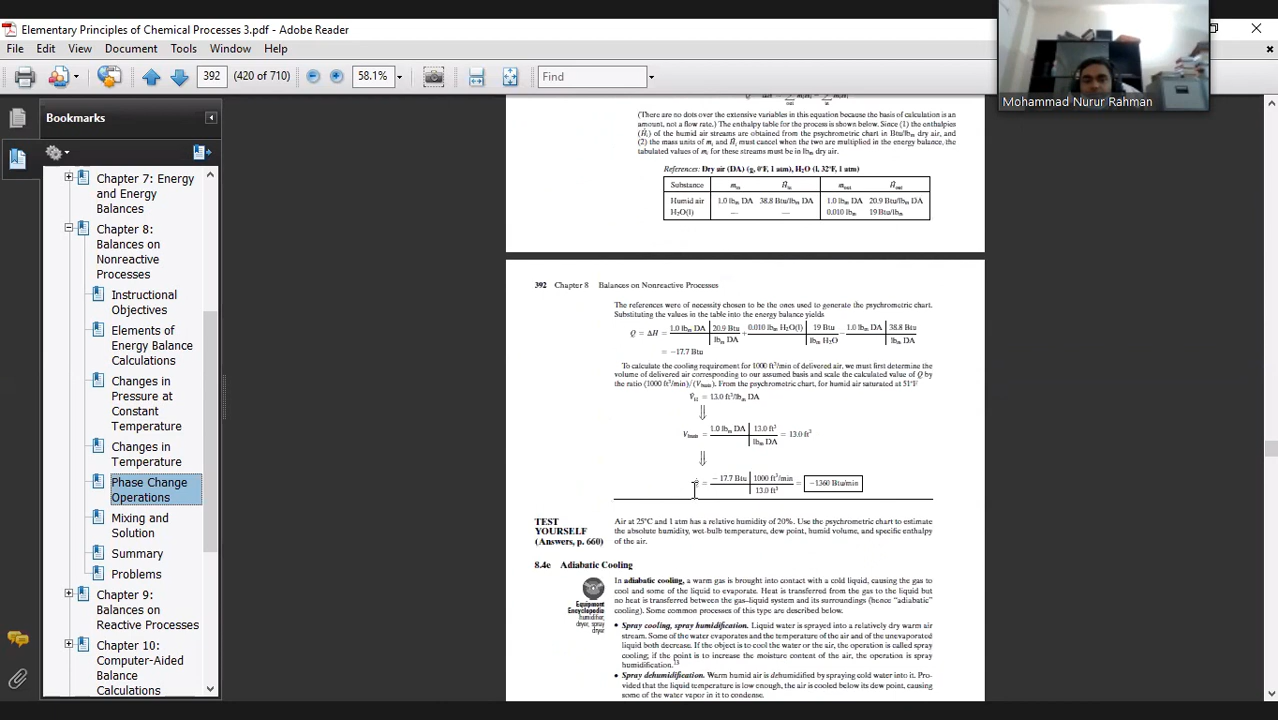 Elementary Principles of Chemical Processes 3.pdf - Adobe Reader
File Edit View Document Tools Window Help
392 (420 of 710) 58.1% Find
Mohammad Nurur Rahman
Bookmarks
Chapter 7: Energy
and Energy
Balances
Chapter 8:
Balances on
Nonreactive
Processes
Instructional
Objectives
Elements of
Energy Balance
Calculations
Changes in
Pressure at
Constant
Temperature
Changes in
Temperature
Phase Change
Operations
Mixing and
Solution
Summary
Problems
Chapter 9:
Balances on
Reactive Processes
Chapter 10:
Computer-Aided
Balance
Calculations
(There are no dots over the extensive variables in this equation because the basis of calculation is an
amount, not a flow rate.) The enthalpy table for the process is shown below. Since (1) the enthalpies
(Ĥi) of the humid air streams are obtained from the psychrometric chart in Btu/lbm dry air, and
(2) the mass units of mi and Ĥi must cancel when the two are multiplied in the energy balance, the
tabulated values of mi for these streams must be in lbm dry air.
References: Dry air (DA) (g, 0°F, 1 atm), H2O (l, 32°F, 1 atm)
Substance min Ĥin mout Ĥout
Humid air 1.0 lbm DA 38.8 Btu/lbm DA 1.0 lbm DA 20.9 Btu/lbm DA
H2O(l) — — 0.010 lbm 19 Btu/lbm
392 Chapter 8 Balances on Nonreactive Processes
The references were of necessity chosen to be the ones used to generate the psychrometric chart.
Substituting the values in the table into the energy balance yields
Q = ΔH = 1.0 lbm DA | 20.9 Btu + 0.010 lbm H2O(l) | 19 Btu − 1.0 lbm DA | 38.8 Btu
lbm DA lbm H2O lbm DA
= −17.7 Btu
To calculate the cooling requirement for 1000 ft³/min of delivered air, we must first determine the
volume of delivered air corresponding to our assumed basis and scale the calculated value of Q by
the ratio (1000 ft³/min)/(Vbasis). From the psychrometric chart, for humid air saturated at 51°F
V̂H = 13.0 ft³/lbm DA
⇓
Vbasis = 1.0 lbm DA | 13.0 ft³ = 13.0 ft³
lbm DA
⇓
= −17.7 Btu | 1000 ft³/min = −1360 Btu/min
13.0 ft³
TEST
YOURSELF
(Answers, p. 660)
Air at 25°C and 1 atm has a relative humidity of 20%. Use the psychrometric chart to estimate
the absolute humidity, wet-bulb temperature, dew point, humid volume, and specific enthalpy
of the air.
8.4e Adiabatic Cooling
Equipment
Encyclopedia
humidifier,
dryer, spray
dryer
In adiabatic cooling, a warm gas is brought into contact with a cold liquid, causing the gas to
cool and some of the liquid to evaporate. Heat is transferred from the gas to the liquid but
no heat is transferred between the gas–liquid system and its surroundings (hence "adiabatic"
cooling). Some common processes of this type are described below.
• Spray cooling, spray humidification. Liquid water is sprayed into a relatively dry warm air
stream. Some of the water evaporates and the temperature of the air and of the unevaporated
liquid both decrease. If the object is to cool the water or the air, the operation is called spray
cooling; if the point is to increase the moisture content of the air, the operation is spray
humidification.13
• Spray dehumidification. Warm humid air is dehumidified by spraying cold water into it. Pro-
vided that the liquid temperature is low enough, the air is cooled below its dew point, causing
some of the water vapor in it to condense.